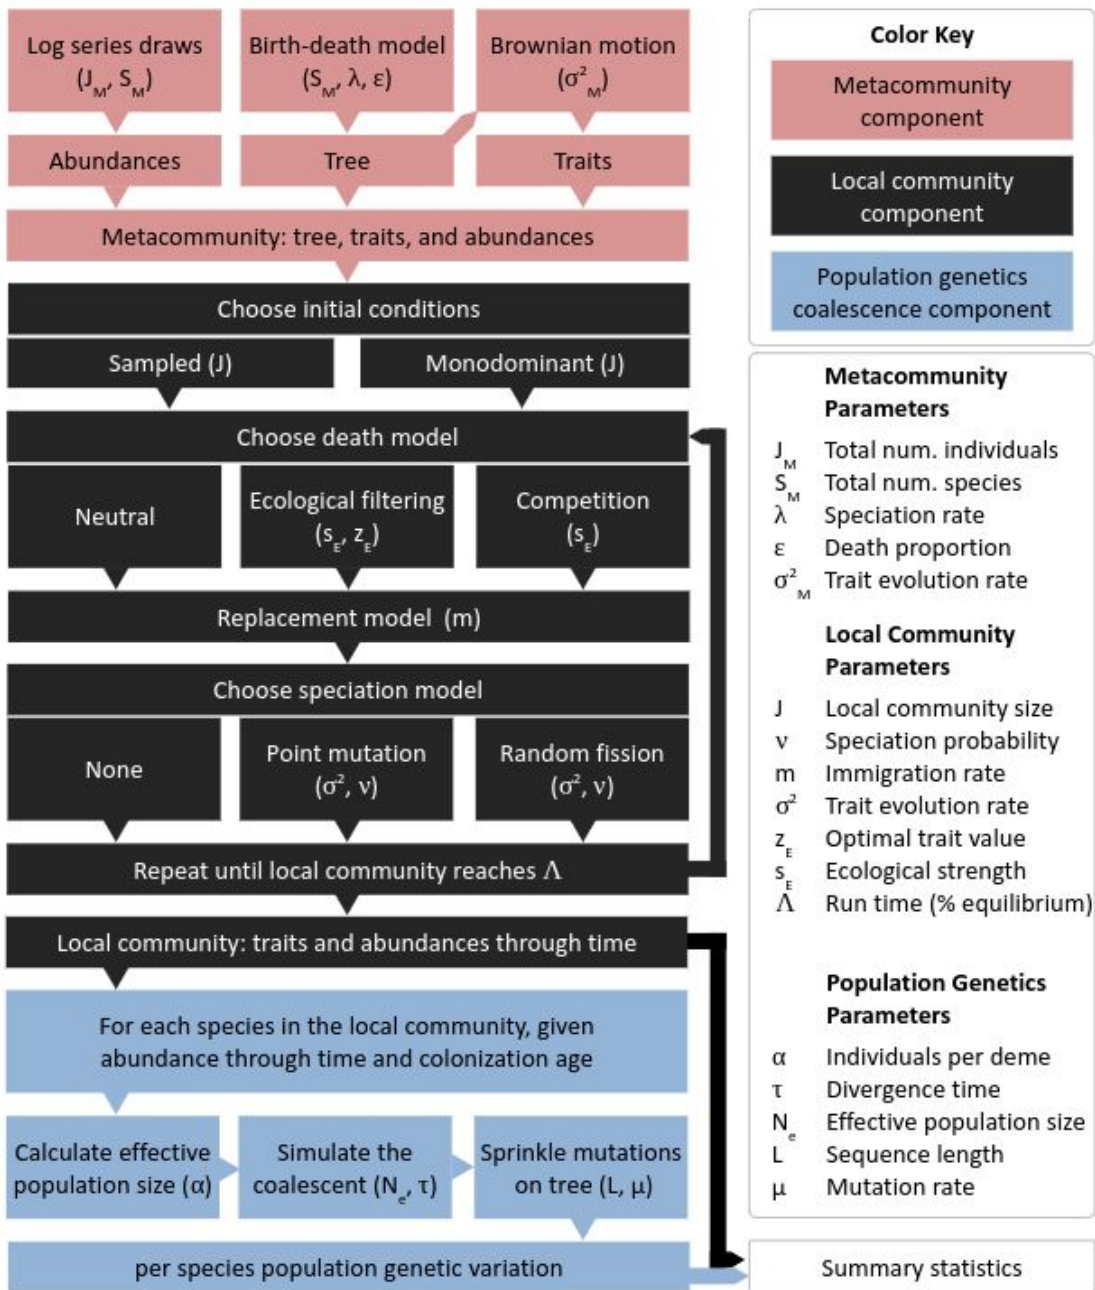 Log series draws
(J_M, S_M)
Birth-death model
(S_M, λ, ε)
Brownian motion
(σ²_M)
Abundances
Tree
Traits
Metacommunity: tree, traits, and abundances
Choose initial conditions
Sampled (J)
Monodominant (J)
Choose death model
Neutral
Ecological filtering
(s_E, z_E)
Competition
(s_E)
Replacement model (m)
Choose speciation model
None
Point mutation
(σ², ν)
Random fission
(σ², ν)
Repeat until local community reaches Λ
Local community: traits and abundances through time
For each species in the local community, given
abundance through time and colonization age
Calculate effective
population size (α)
Simulate the
coalescent (N_e, τ)
Sprinkle mutations
on tree (L, μ)
per species population genetic variation
Color Key
Metacommunity
component
Local community
component
Population genetics
coalescence component
Metacommunity
Parameters
J_M Total num. individuals
S_M Total num. species
λ Speciation rate
ε Death proportion
σ²_M Trait evolution rate
Local Community
Parameters
J Local community size
ν Speciation probability
m Immigration rate
σ² Trait evolution rate
z_E Optimal trait value
s_E Ecological strength
Λ Run time (% equilibrium)
Population Genetics
Parameters
α Individuals per deme
τ Divergence time
N_e Effective population size
L Sequence length
μ Mutation rate
Summary statistics